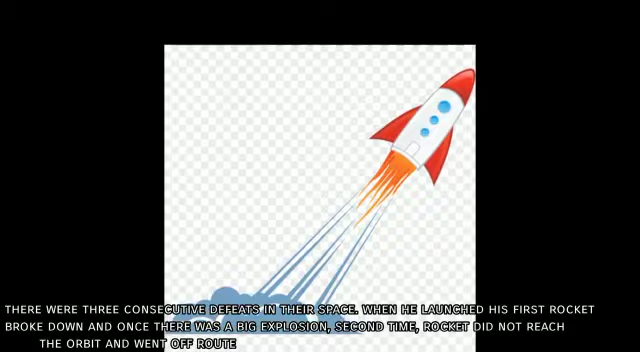 THERE WERE THREE CONSECUTIVE DEFEATS IN THEIR SPACE. WHEN HE LAUNCHED HIS FIRST ROCKET
BROKE DOWN AND ONCE THERE WAS A BIG EXPLOSION, SECOND TIME, ROCKET DID NOT REACH
THE ORBIT AND WENT OFF ROUTE